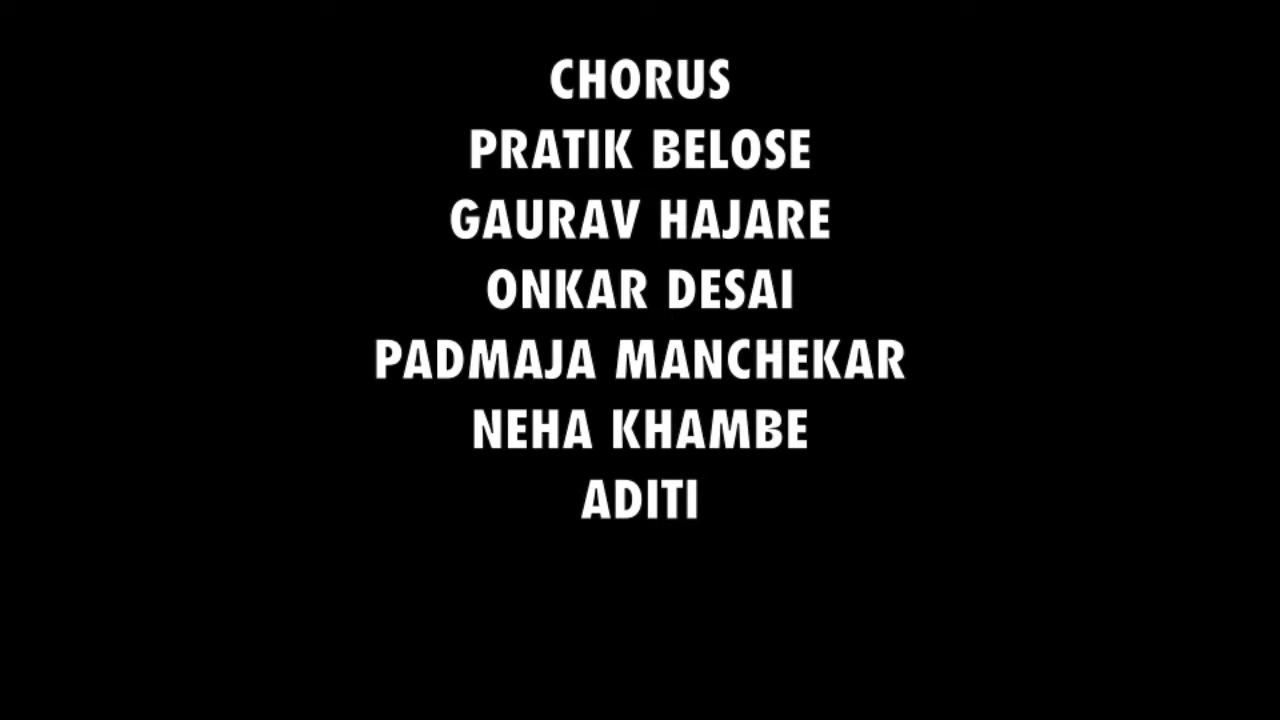 CHORUS
PRATIK BELOSE
GAURAV HAJARE
ONKAR DESAI
PADMAJA MANCHEKAR
NEHA KHAMBE
ADITI